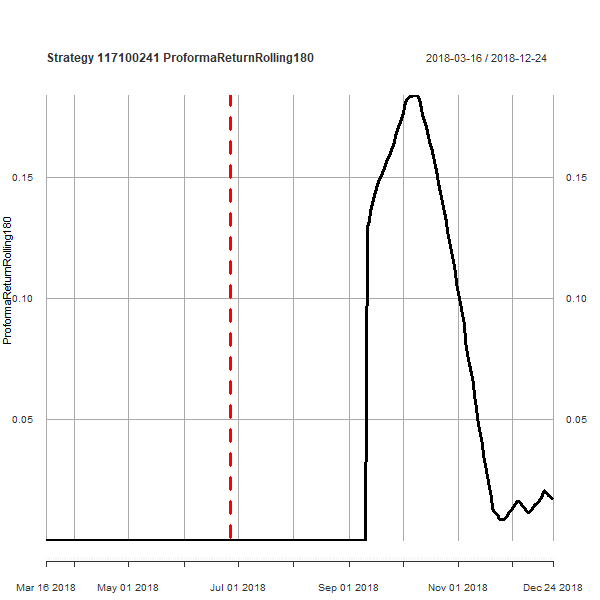 Strategy 117100241 ProformaReturnRolling180
2018-03-16 / 2018-12-24
ProformaReturnRolling180
0.15
0.15
0.10
0.10
0.05
0.05
Mar 16 2018
May 01 2018
Jul 01 2018
Sep 01 2018
Nov 01 2018
Dec 24 2018